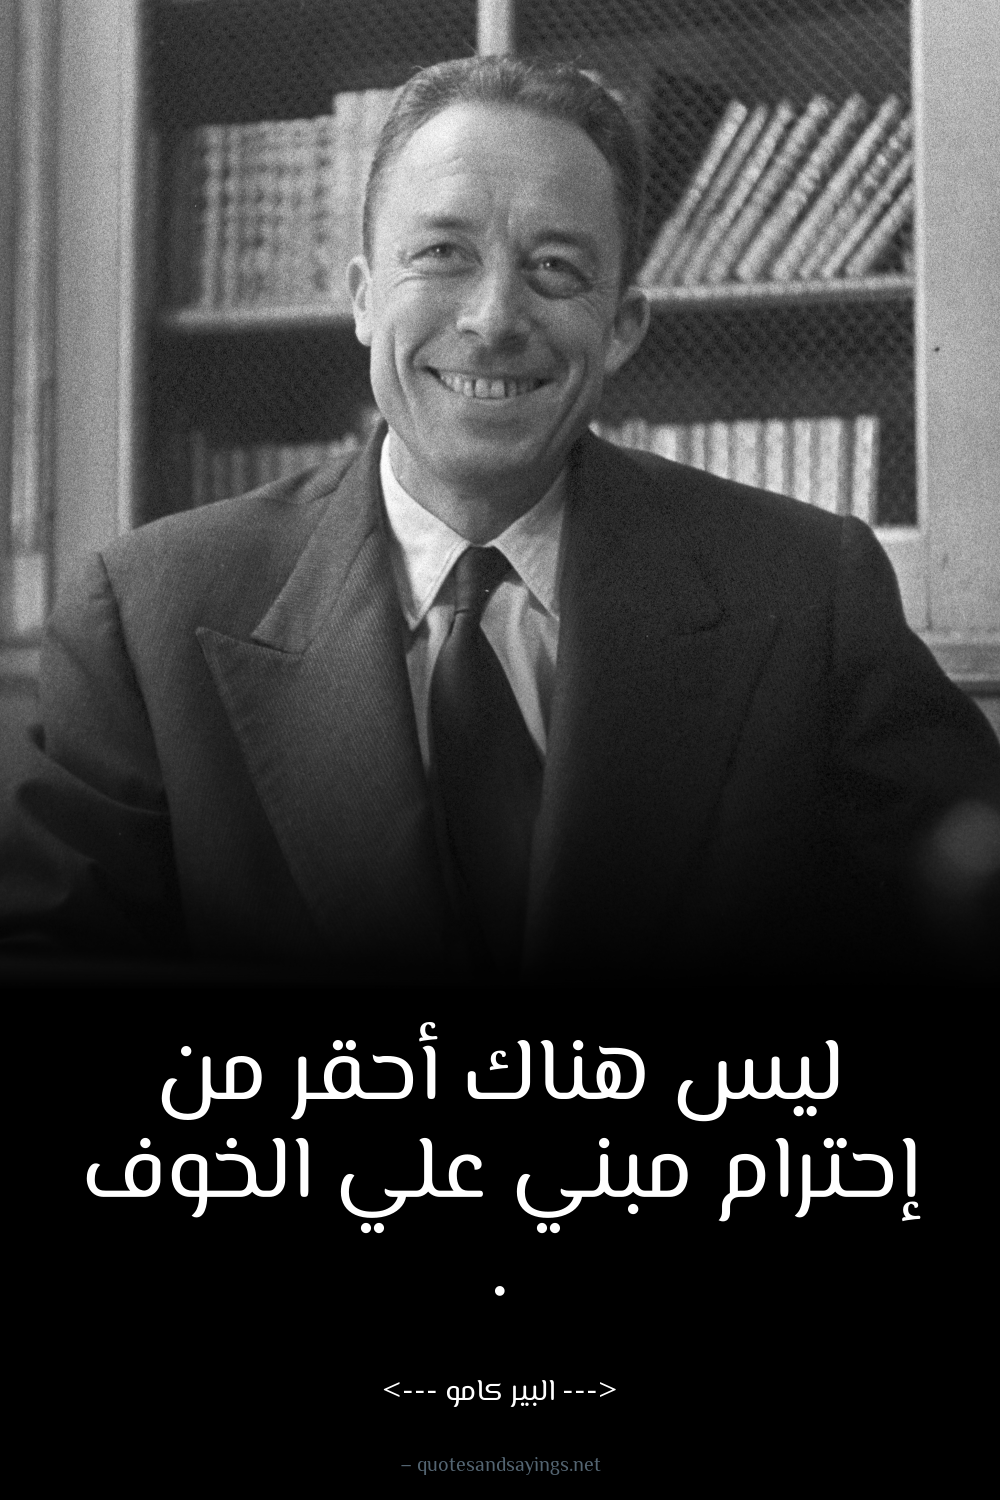 ليس هناك أحقر من
إحترام مبني علي الخوف
.
<--- البير كامو --->
– quotesandsayings.net